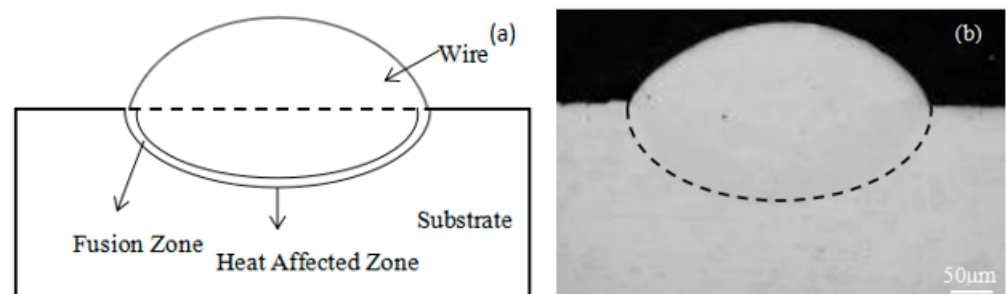 (a)
Wire
Substrate
Fusion Zone
Heat Affected Zone
(b)
50μm